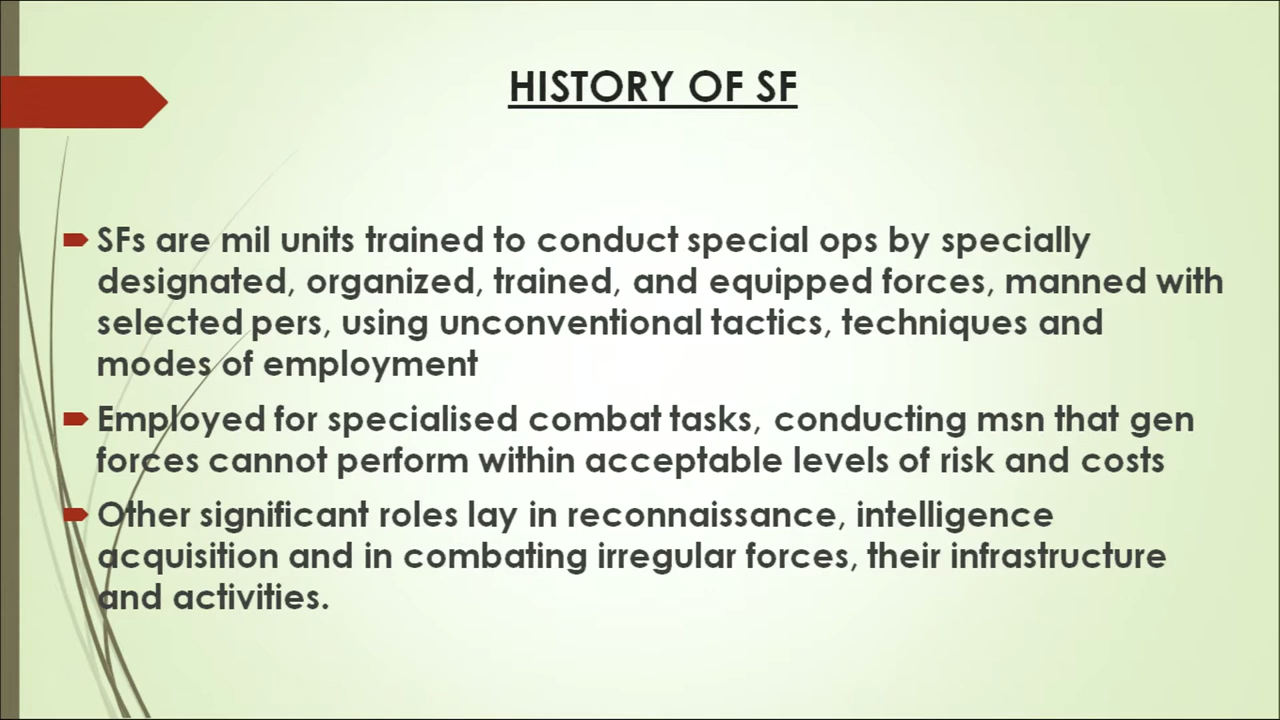 HISTORY OF SF
SFs are mil units trained to conduct special ops by specially
designated, organized, trained, and equipped forces, manned with
selected pers, using unconventional tactics, techniques and
modes of employment
Employed for specialised combat tasks, conducting msn that gen
forces cannot perform within acceptable levels of risk and costs
Other significant roles lay in reconnaissance, intelligence
acquisition and in combating irregular forces, their infrastructure
and activities.